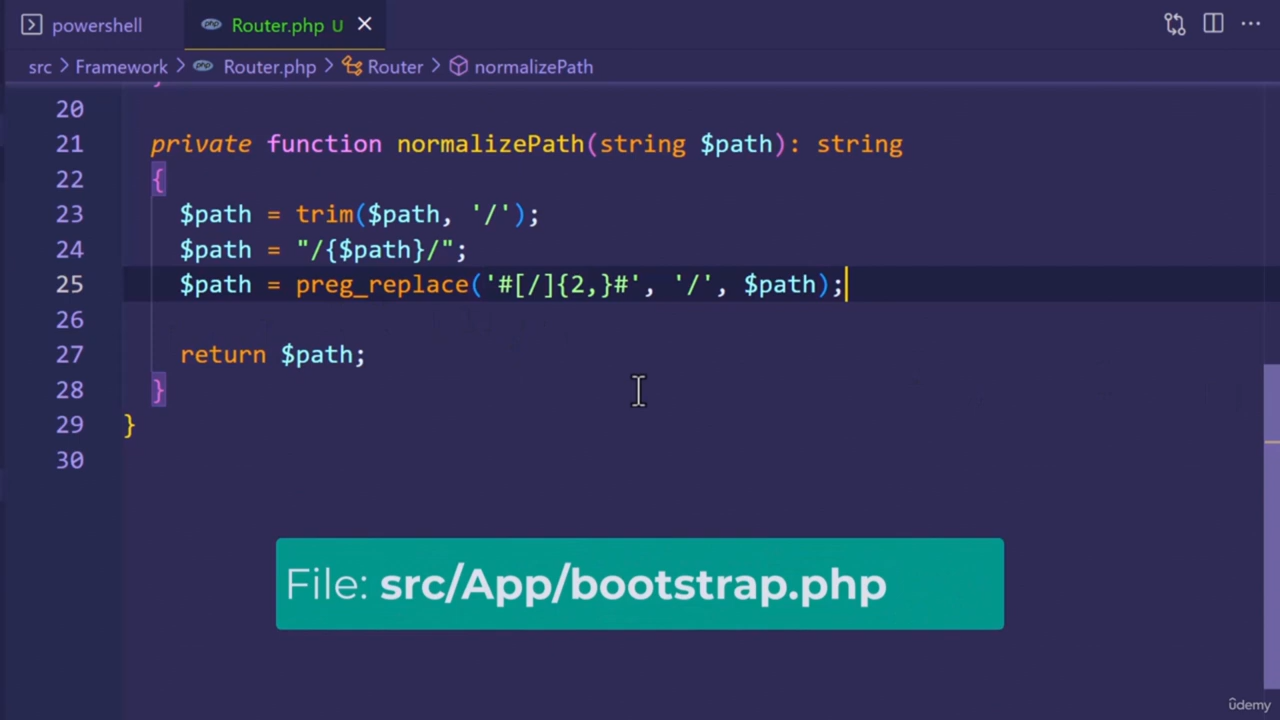 powershell
Router.php U
src > Framework > Router.php > Router > normalizePath
20
21 private function normalizePath(string $path): string
22 {
23 $path = trim($path, '/');
24 $path = "/{$path}/";
25 $path = preg_replace('#[/]{2,}#', '/', $path);
26
27 return $path;
28 }
29 }
30
File: src/App/bootstrap.php
ûdemy